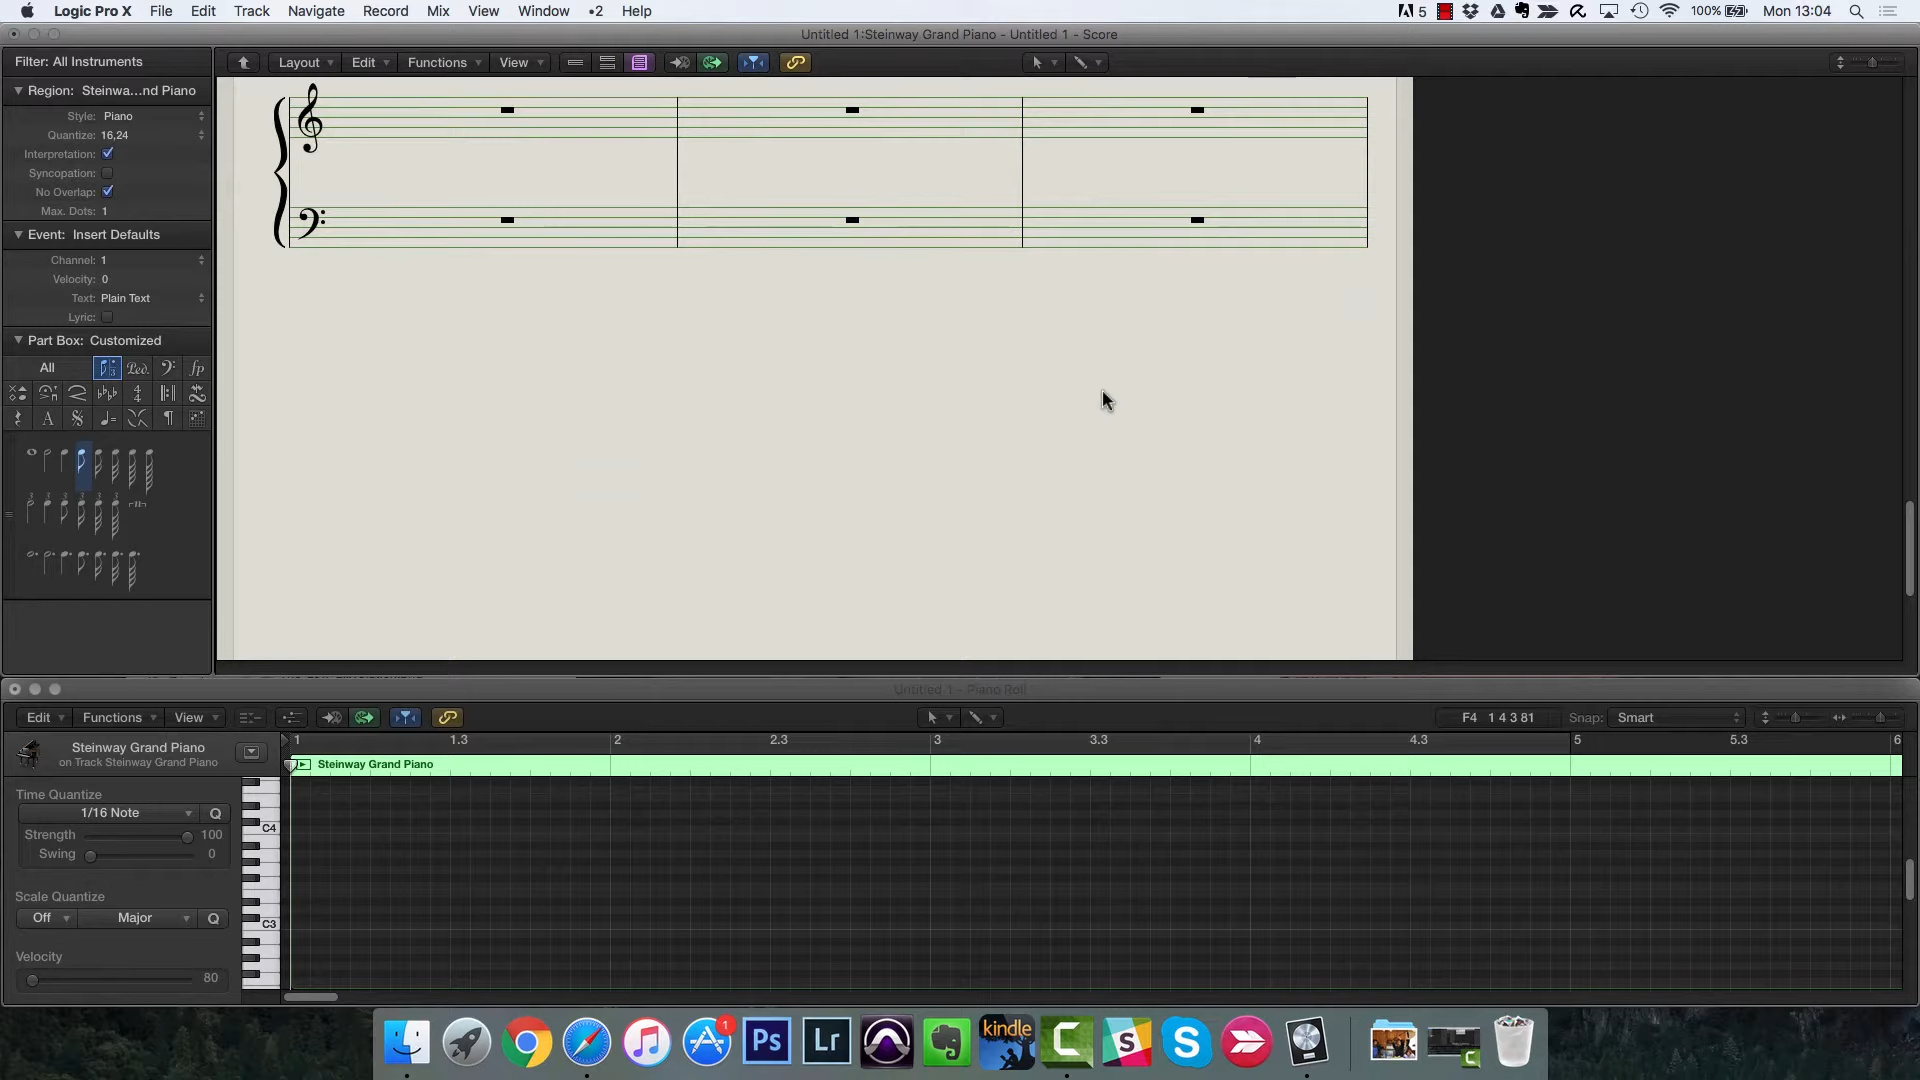 Logic Pro X File Edit Track Navigate Record Mix View Window •2 Help 5 100% Mon 13:04
Untitled 1:Steinway Grand Piano - Untitled 1 - Score
Filter: All Instruments Layout Edit Functions View
Region: Steinwa...nd Piano
Style: Piano
Quantize: 16,24
Interpretation:
Syncopation:
No Overlap:
Max. Dots: 1
Event: Insert Defaults
Channel: 1
Velocity: 0
Text: Plain Text
Lyric:
Part Box: Customized
All Ped. fp
Untitled 1 - Piano Roll
Edit Functions View F4 1 4 3 81 Snap: Smart
1 1.3 2 2.3 3 3.3 4 4.3 5 5.3 6
Steinway Grand Piano
on Track Steinway Grand Piano
Steinway Grand Piano
Time Quantize
1/16 Note Q
C4
Strength 100
Swing 0
Scale Quantize
Off Major Q
C3
Velocity
80
1 Ps Lr kindle C S S C